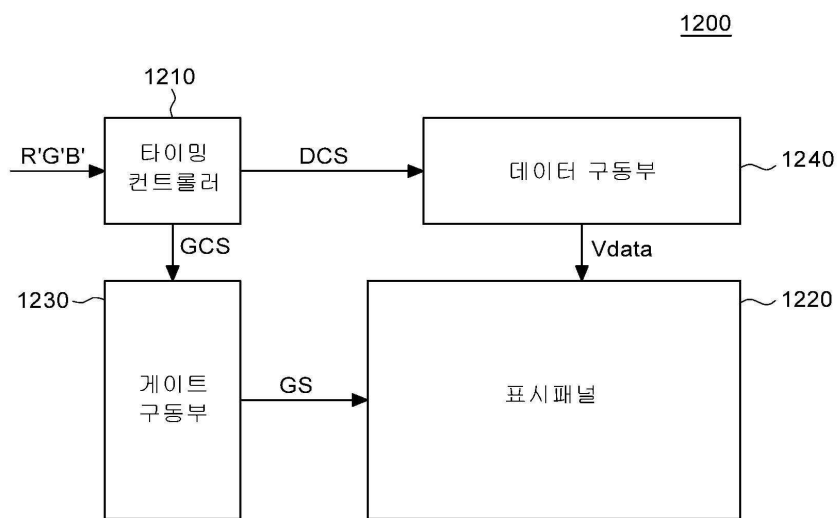 1200
1210
R'G'B'
타이밍
컨트롤러
DCS
데이터 구동부
1240
GCS
Vdata
1230
1220
게이트
구동부
GS
표시패널